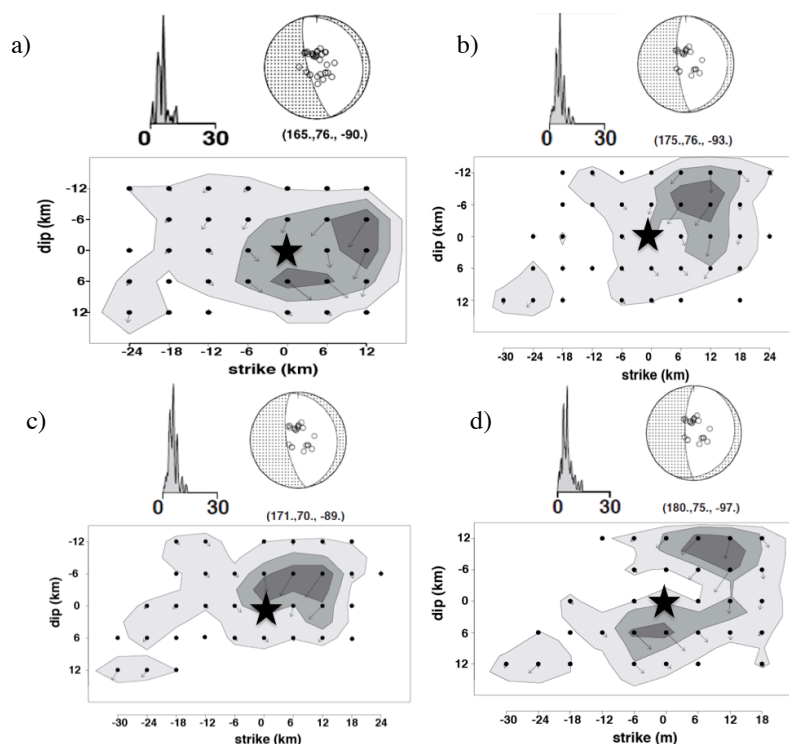 a)
0 30
(165.,76., -90.)
dip (km)
-12
-6
0
6
12
-24 -18 -12 -6 0 6 12
strike (km)
b)
0 30
(175.,76., -93.)
dip (km)
-12
-6
0
6
12
-30 -24 -18 -12 -6 0 6 12 18 24
strike (km)
c)
0 30
(171.,70., -89.)
dip (km)
-12
-6
0
6
12
-30 -24 -18 -12 -6 0 6 12 18 24
strike (km)
d)
0 30
(180.,75., -97.)
dip (km)
12
-6
0
6
12
-30 -24 -18 -12 -6 0 6 12 18
strike (m)